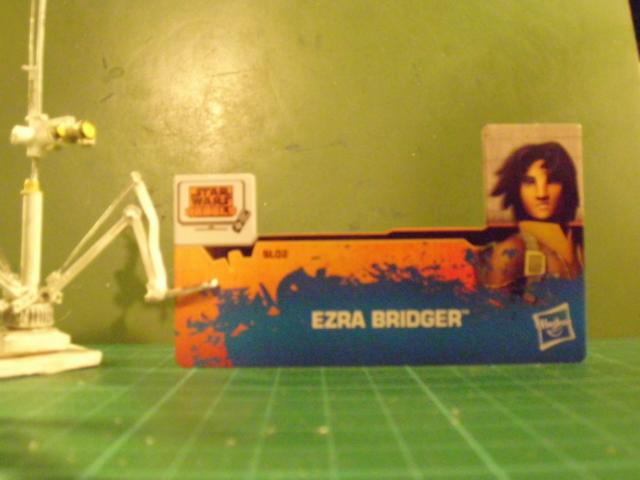 STAR
WARS
REBELS
SL02
EZRA BRIDGER™
Hasbro